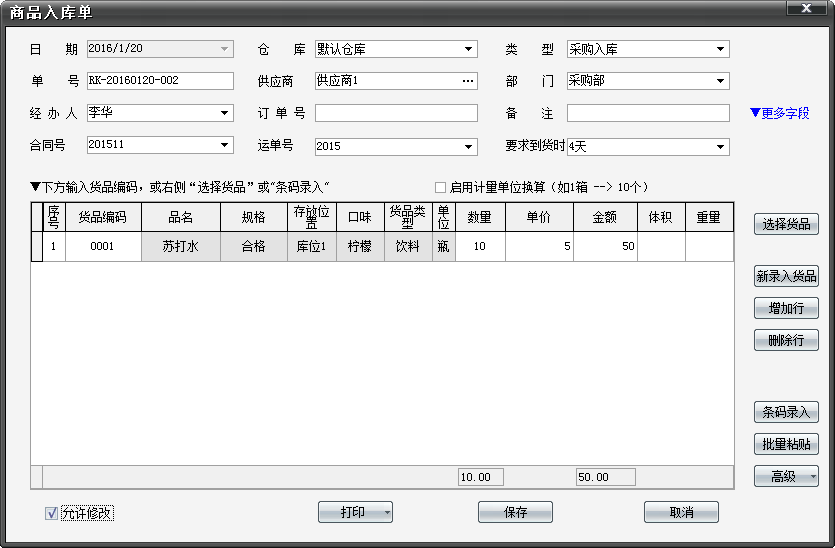 商品入库单
日 期 2016/1/20 仓 库 默认仓库 类 型 采购入库
单 号 RK-20160120-002 供应商 供应商1 ... 部 门 采购部
经 办 人 李华 订 单 号 备 注 ▼更多字段
合同号 201511 运单号 2015 要求到货时 4天
▼下方输入货品编码，或右侧“选择货品”或"条码录入" 启用计量单位换算（如1箱 --> 10个）
序号 货品编码 品名 规格 存放位置 口味 货品类型 单位 数量 单价 金额 体积 重量
1 0001 苏打水 合格 库位1 柠檬 饮料 瓶 10 5 50
选择货品
新录入货品
增加行
删除行
条码录入
批量粘贴
高级
10.00 50.00
允许修改 打印 保存 取消